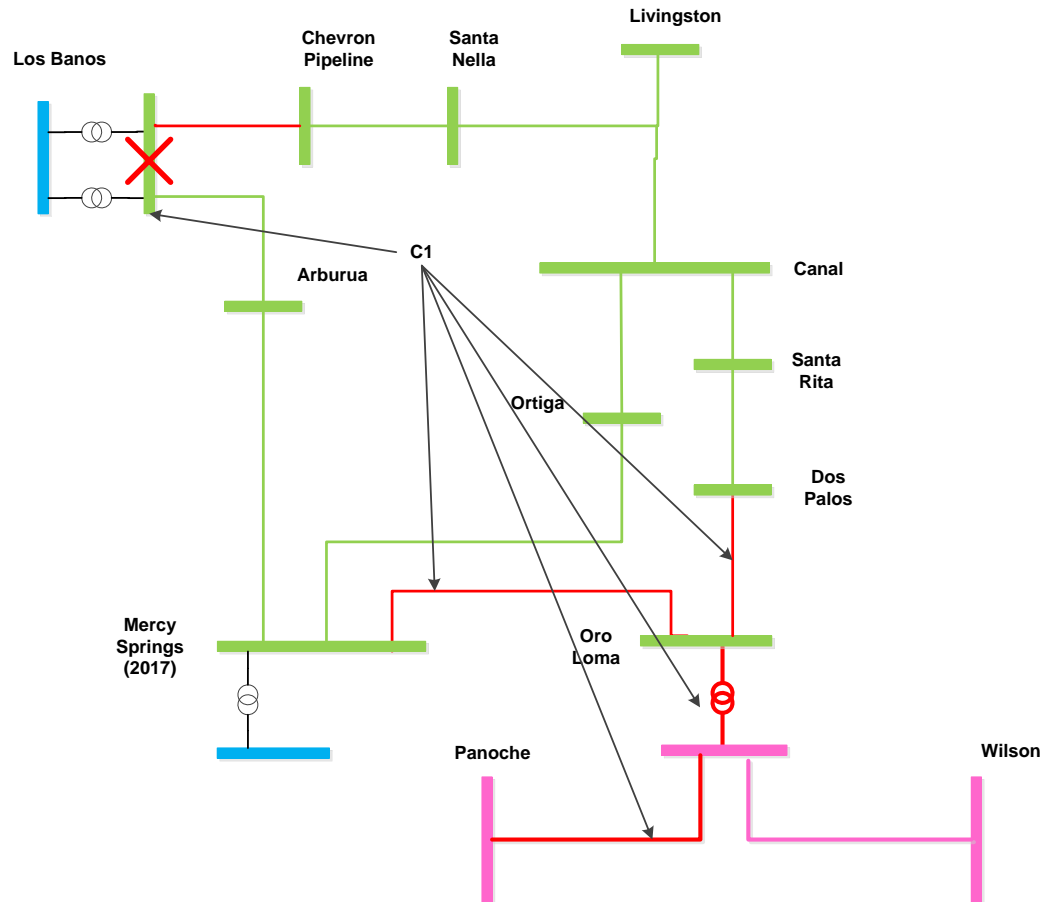 Livingston
Chevron
Pipeline
Santa
Nella
Los Banos
C1
Arburua
Canal
Santa
Rita
Ortiga
Dos
Palos
Mercy
Springs
(2017)
Oro
Loma
Panoche
Wilson